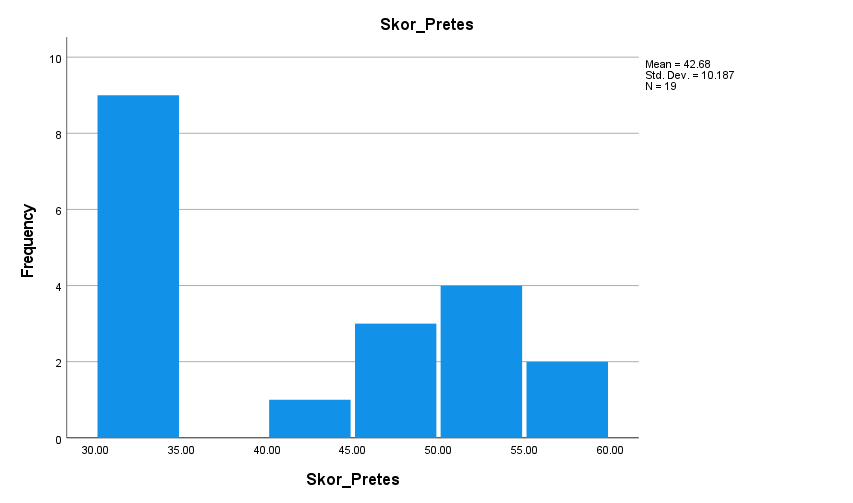 Skor_Pretes
Mean = 42.68
Std. Dev. = 10.187
N = 19
10
8
6
4
2
0
Frequency
30.00 35.00 40.00 45.00 50.00 55.00 60.00
Skor_Pretes